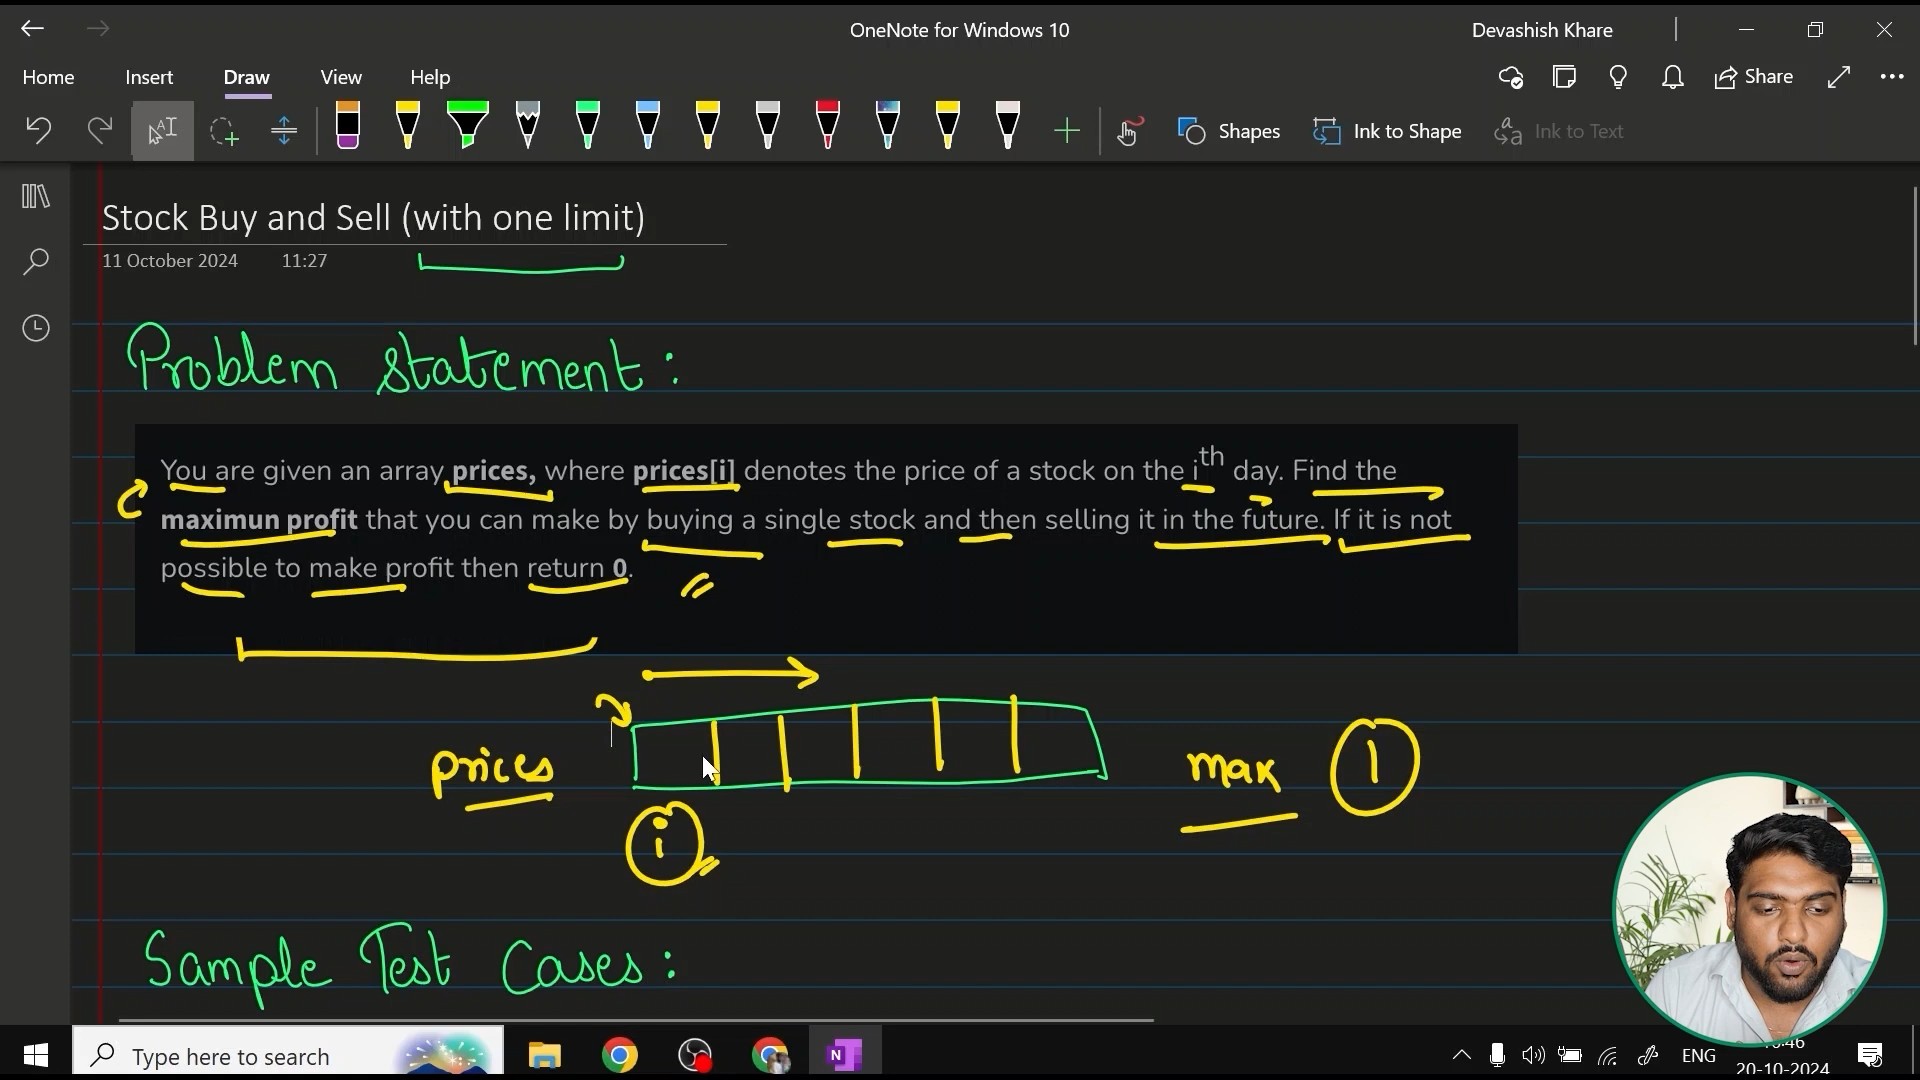 OneNote for Windows 10
Devashish Khare
Home Insert Draw View Help
Share
Shapes
Ink to Shape
Ink to Text
Stock Buy and Sell (with one limit)
11 October 2024 11:27
Problem statement:
You are given an array prices, where prices[i] denotes the price of a stock on the ith day. Find the
maximun profit that you can make by buying a single stock and then selling it in the future. If it is not
possible to make profit then return 0.
prices
max 1
i
Sample Test Cases:
Type here to search
ENG
20-10-2024